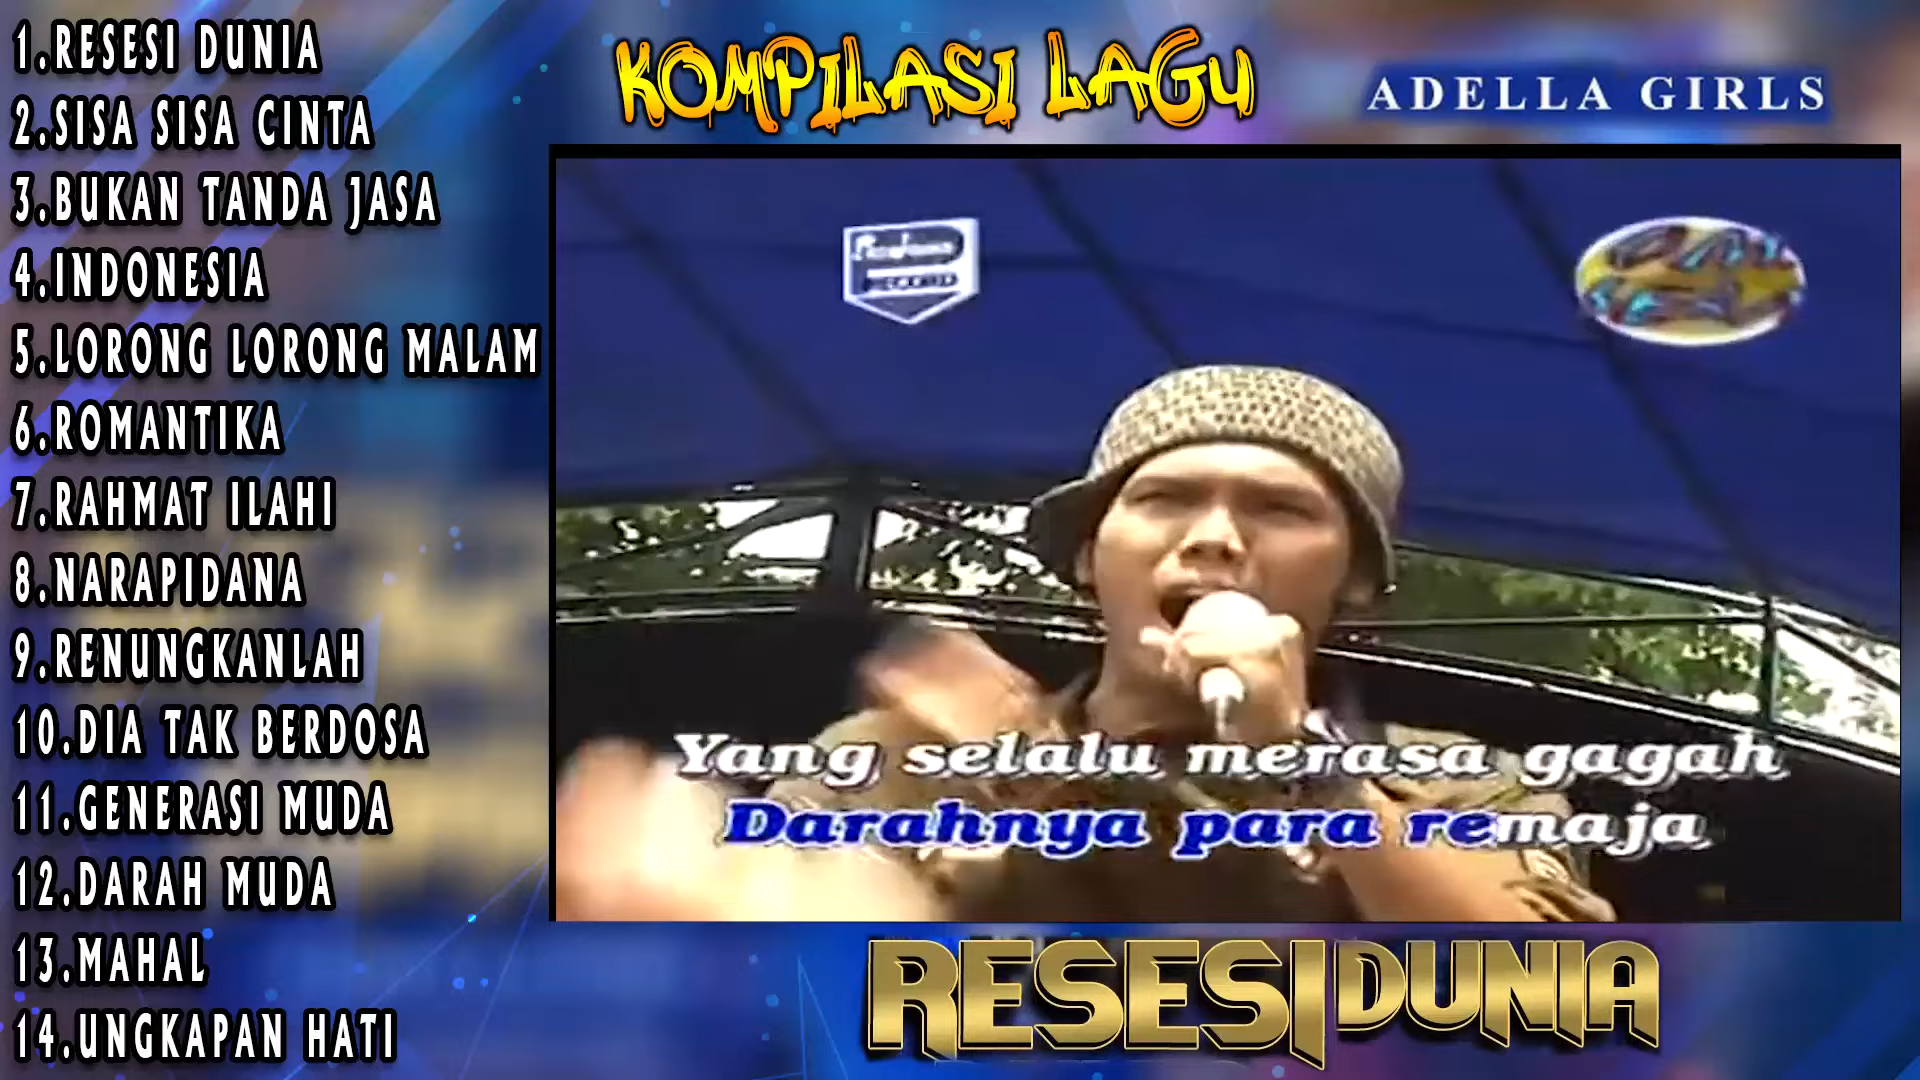 1.RESESI DUNIA
2.SISA SISA CINTA
3.BUKAN TANDA JASA
4.INDONESIA
5.LORONG LORONG MALAM
6.ROMANTIKA
7.RAHMAT ILAHI
8.NARAPIDANA
9.RENUNGKANLAH
10.DIA TAK BERDOSA
11.GENERASI MUDA
12.DARAH MUDA
13.MAHAL
14.UNGKAPAN HATI
KOMPILASI LAGU
ADELLA GIRLS
Yang selalu merasa gagah
Darahnya para remaja
RESESI DUNIA